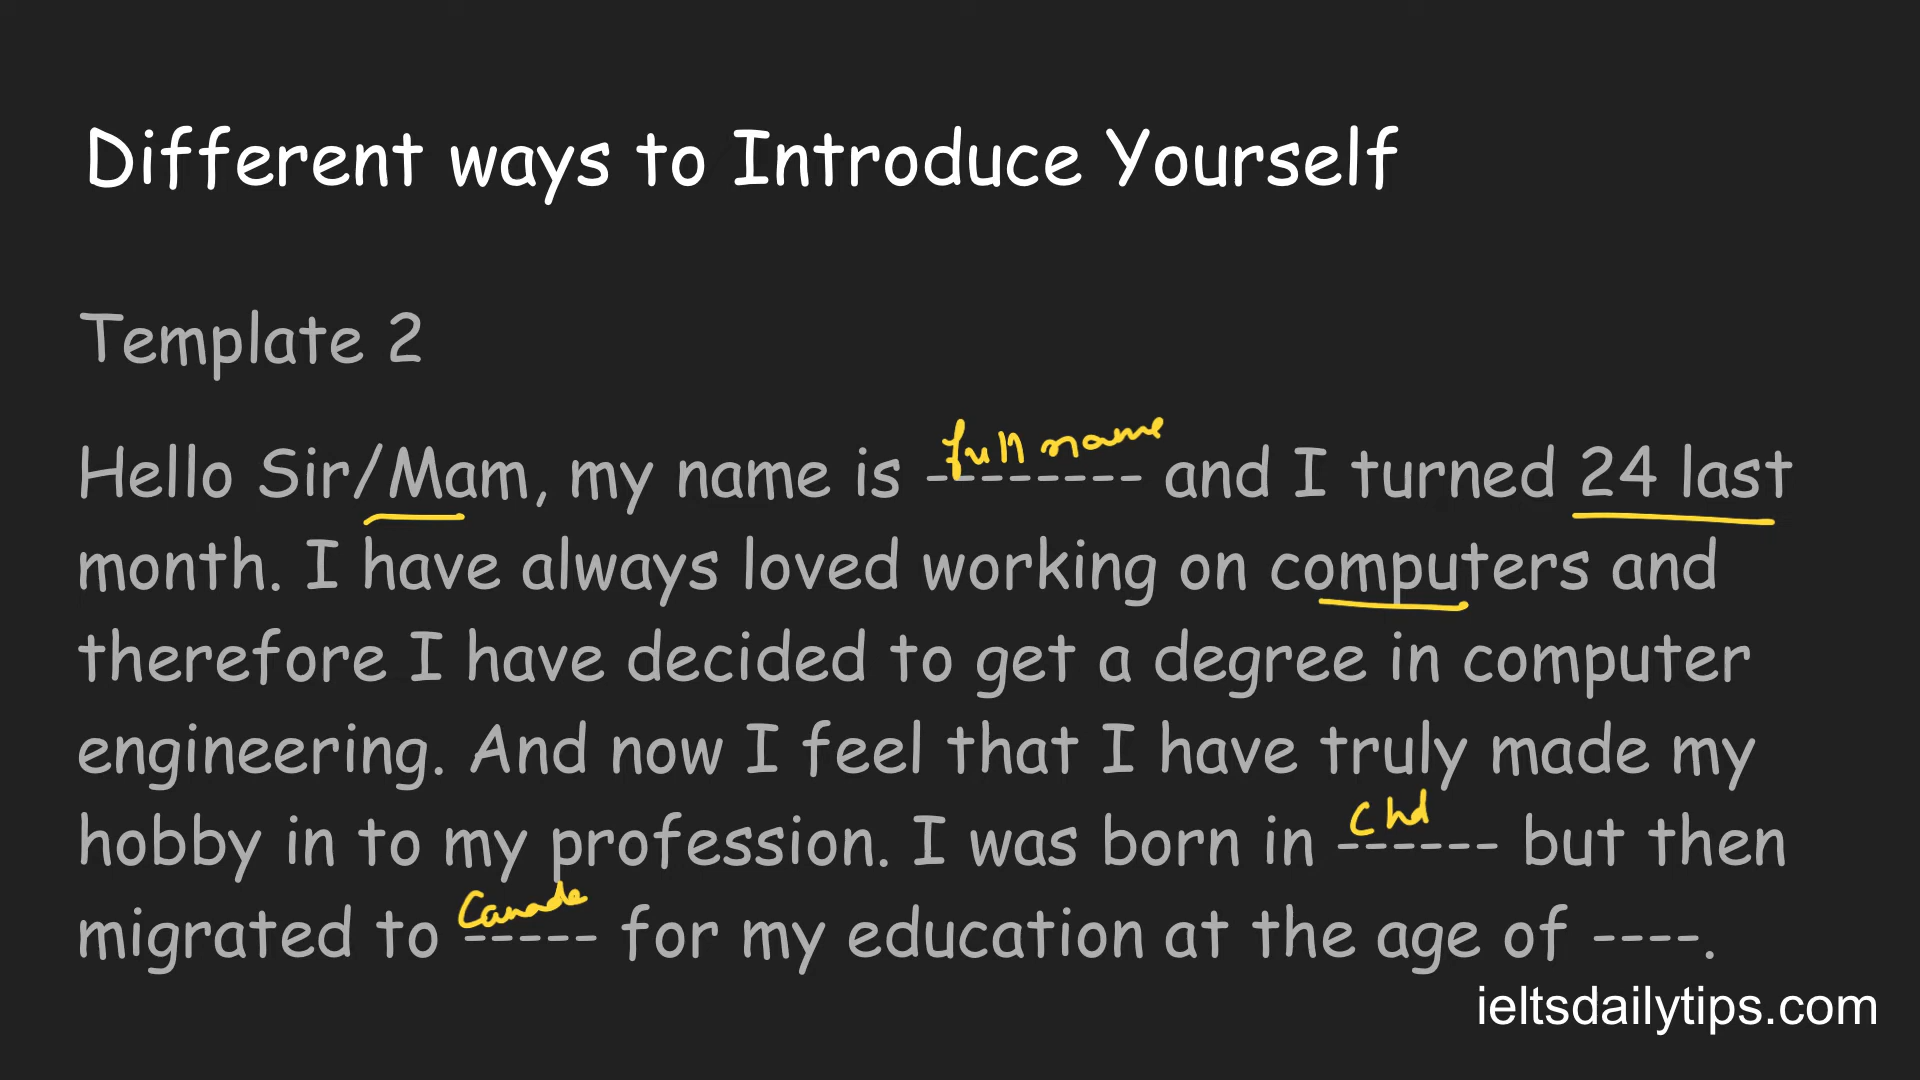 Different ways to Introduce Yourself
Template 2
full name
Hello Sir/Mam, my name is -------- and I turned 24 last
month. I have always loved working on computers and
therefore I have decided to get a degree in computer
engineering. And now I feel that I have truly made my
Chd
hobby in to my profession. I was born in ------ but then
Canada
migrated to ----- for my education at the age of ----.
ieltsdailytips.com